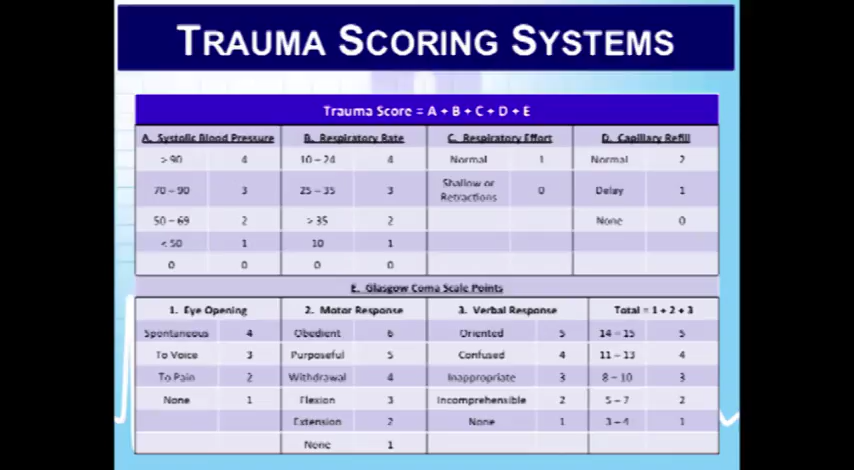 TRAUMA SCORING SYSTEMS
Trauma Score = A + B + C + D + E
A. Systolic Blood Pressure B. Respiratory Rate C. Respiratory Effort D. Capillary Refill
> 90 4 10 – 24 4 Normal 1 Normal 2
70 – 90 3 25 – 35 3 Shallow or Retractions 0 Delay 1
50 – 69 2 > 35 2 None 0
< 50 1 10 1
0 0 0 0
E. Glasgow Coma Scale Points
1. Eye Opening 2. Motor Response 3. Verbal Response Total = 1 + 2 + 3
Spontaneous 4 Obedient 6 Oriented 5 14 – 15 5
To Voice 3 Purposeful 5 Confused 4 11 – 13 4
To Pain 2 Withdrawal 4 Inappropriate 3 8 – 10 3
None 1 Flexion 3 Incomprehensible 2 5 – 7 2
Extension 2 None 1 3 – 4 1
None 1